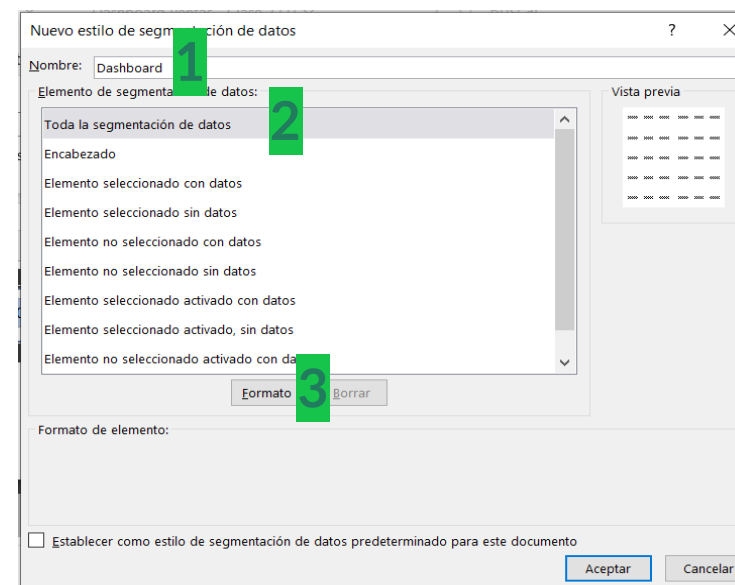 Nuevo estilo de segmentación de datos ?
1
Nombre: Dashboard
Elemento de segmentación de datos:
2
Toda la segmentación de datos
Encabezado
Elemento seleccionado con datos
Elemento seleccionado sin datos
Elemento no seleccionado con datos
Elemento no seleccionado sin datos
Elemento seleccionado activado con datos
Elemento seleccionado activado, sin datos
Elemento no seleccionado activado con da
3
Formato Borrar
Vista previa
Formato de elemento:
Establecer como estilo de segmentación de datos predeterminado para este documento
Aceptar Cancelar